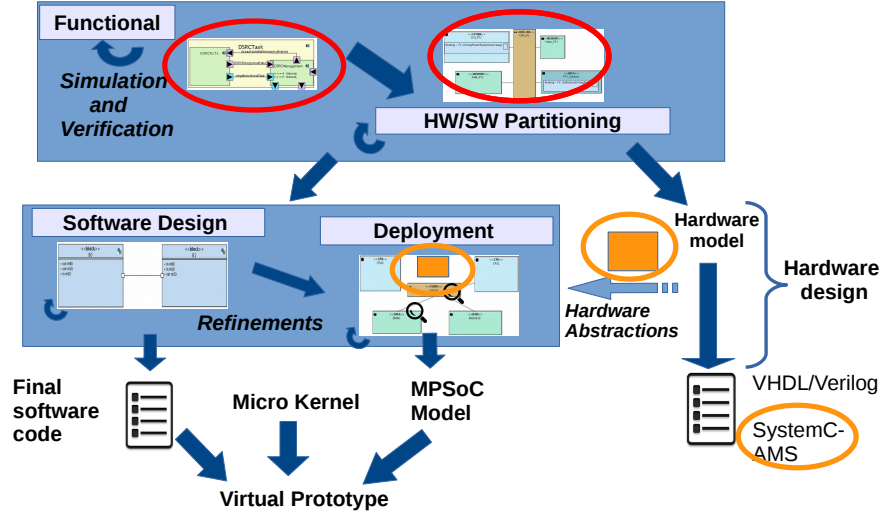 Functional
DSRCTask
Simulation
and
Verification
HW/SW Partitioning
Software Design
Deployment
Refinements
Hardware
model
Hardware
design
Hardware
Abstractions
Final
software
code
Micro Kernel
MPSoC
Model
VHDL/Verilog
SystemC-
AMS
Virtual Prototype